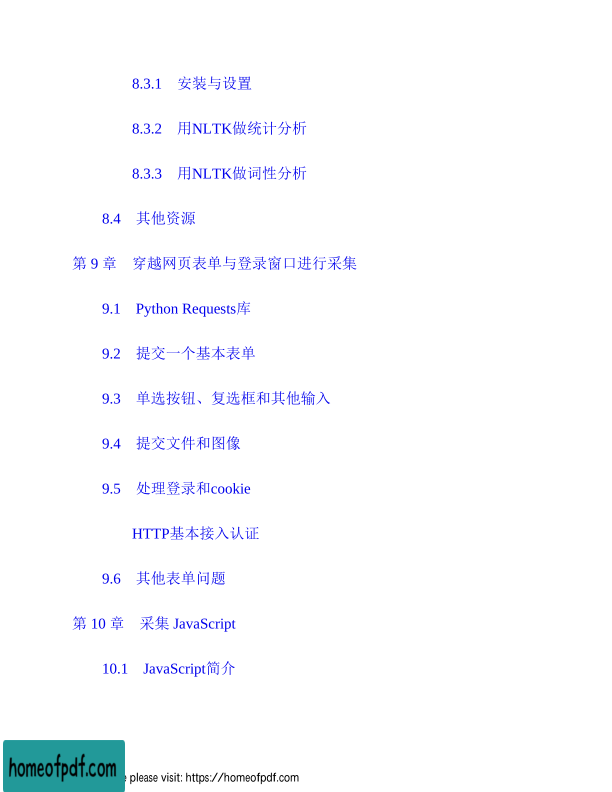 8.3.1 安装与设置
8.3.2 用NLTK做统计分析
8.3.3 用NLTK做词性分析
8.4 其他资源
第 9 章 穿越网页表单与登录窗口进行采集
9.1 Python Requests库
9.2 提交一个基本表单
9.3 单选按钮、复选框和其他输入
9.4 提交文件和图像
9.5 处理登录和cookie
HTTP基本接入认证
9.6 其他表单问题
第 10 章 采集 JavaScript
10.1 JavaScript简介
homeofpdf.com
please visit: https://homeofpdf.com